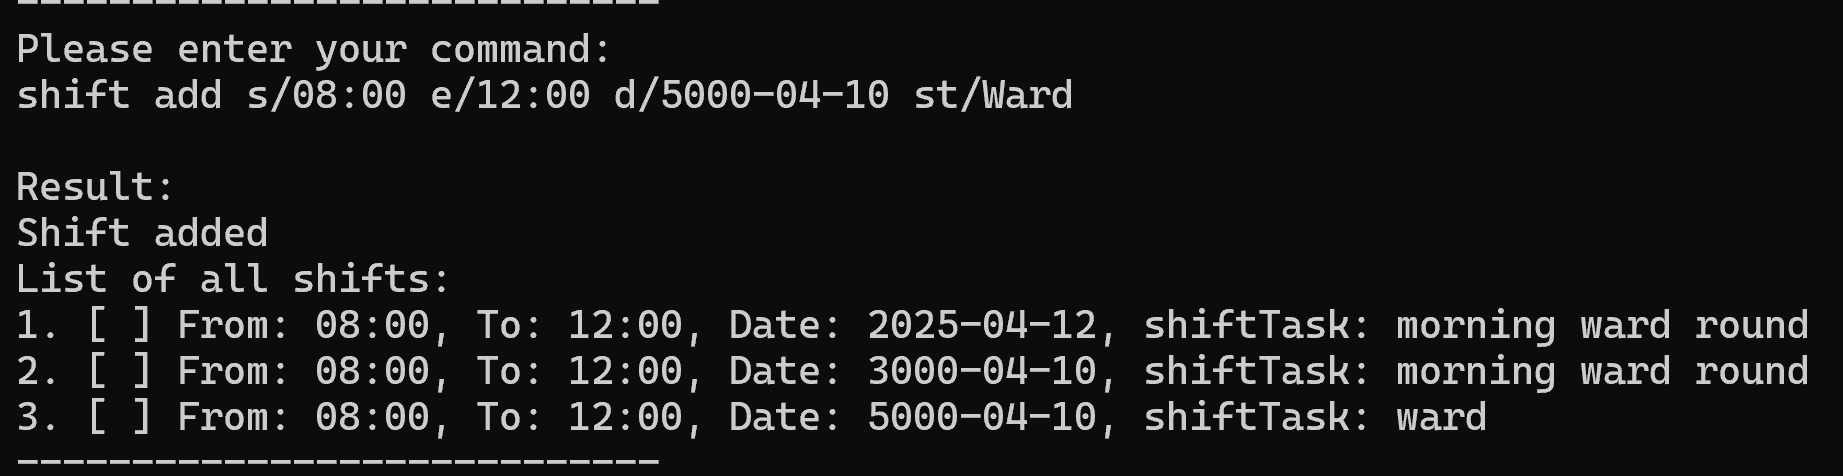 -----------------------------
Please enter your command:
shift add s/08:00 e/12:00 d/5000-04-10 st/Ward
Result:
Shift added
List of all shifts:
1. [ ] From: 08:00, To: 12:00, Date: 2025-04-12, shiftTask: morning ward round
2. [ ] From: 08:00, To: 12:00, Date: 3000-04-10, shiftTask: morning ward round
3. [ ] From: 08:00, To: 12:00, Date: 5000-04-10, shiftTask: ward
-----------------------------